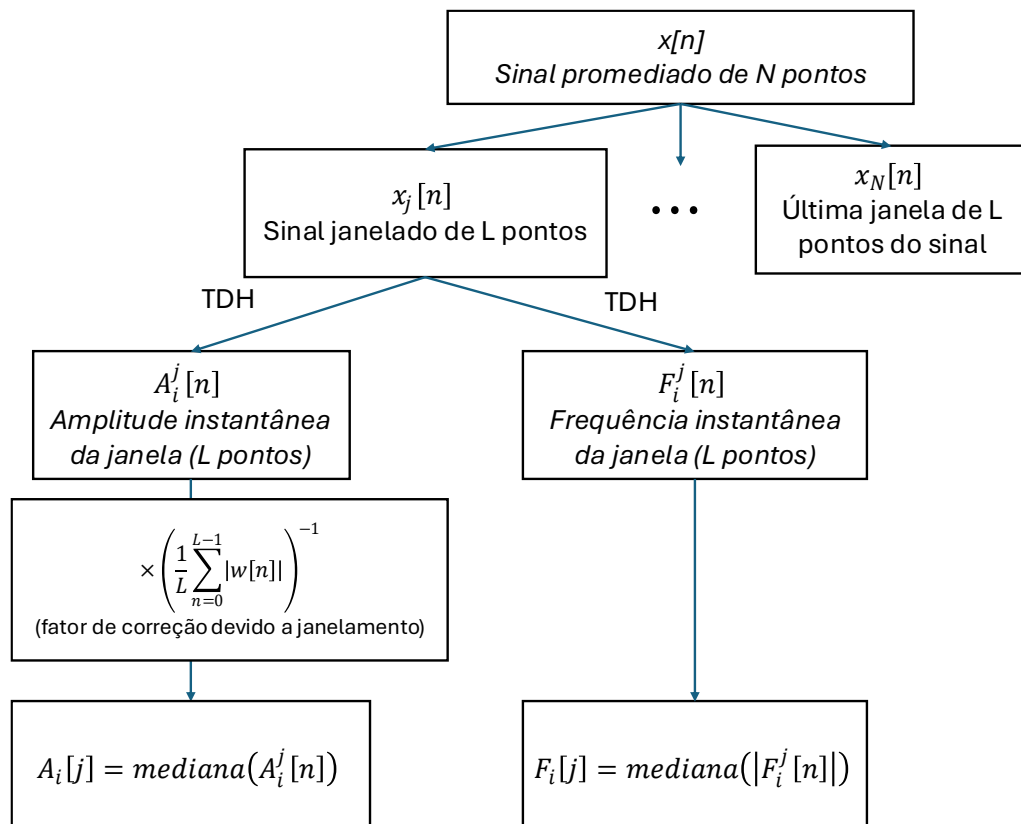 x[n]
Sinal promediado de N pontos
x_j[n]
Sinal janelado de L pontos
...
x_N[n]
Última janela de L
pontos do sinal
TDH
TDH
A_i^j[n]
Amplitude instantânea
da janela (L pontos)
F_i^j[n]
Frequência instantânea
da janela (L pontos)
× (1/L ∑_{n=0}^{L−1} |w[n]|)^{−1}
(fator de correção devido a janelamento)
A_i[j] = mediana(A_i^j[n])
F_i[j] = mediana(|F_i^j[n]|)